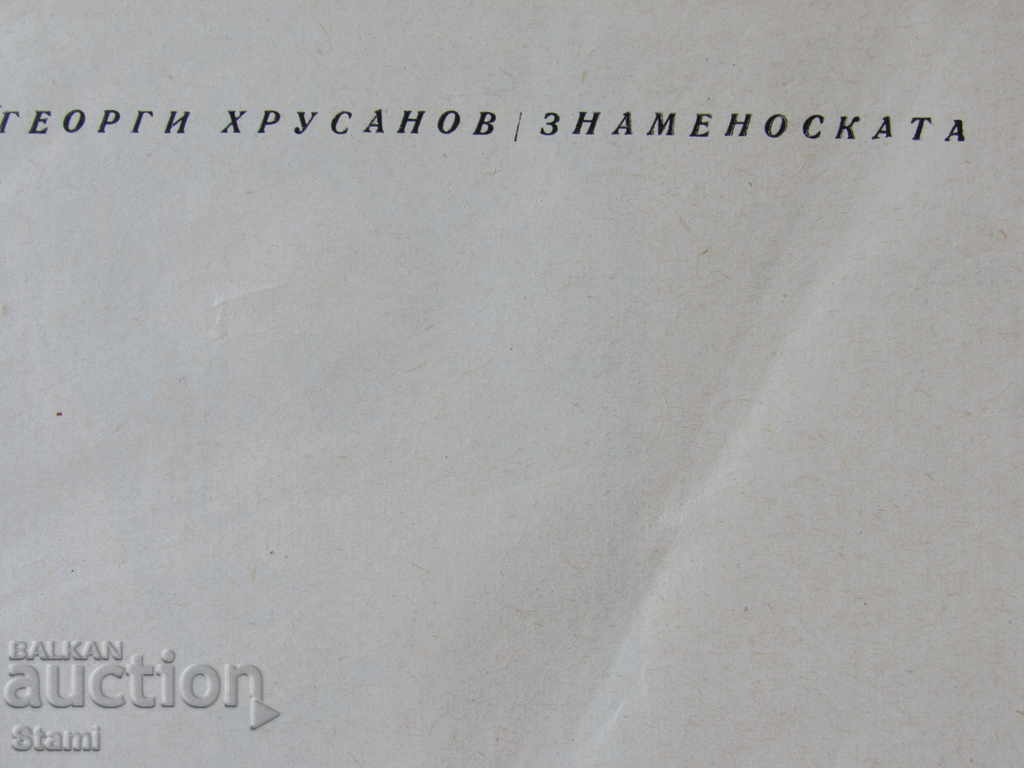 ГЕОРГИ ХРУСАНОВ / ЗНАМЕНОСКАТА
BALKAN
auction
Stami